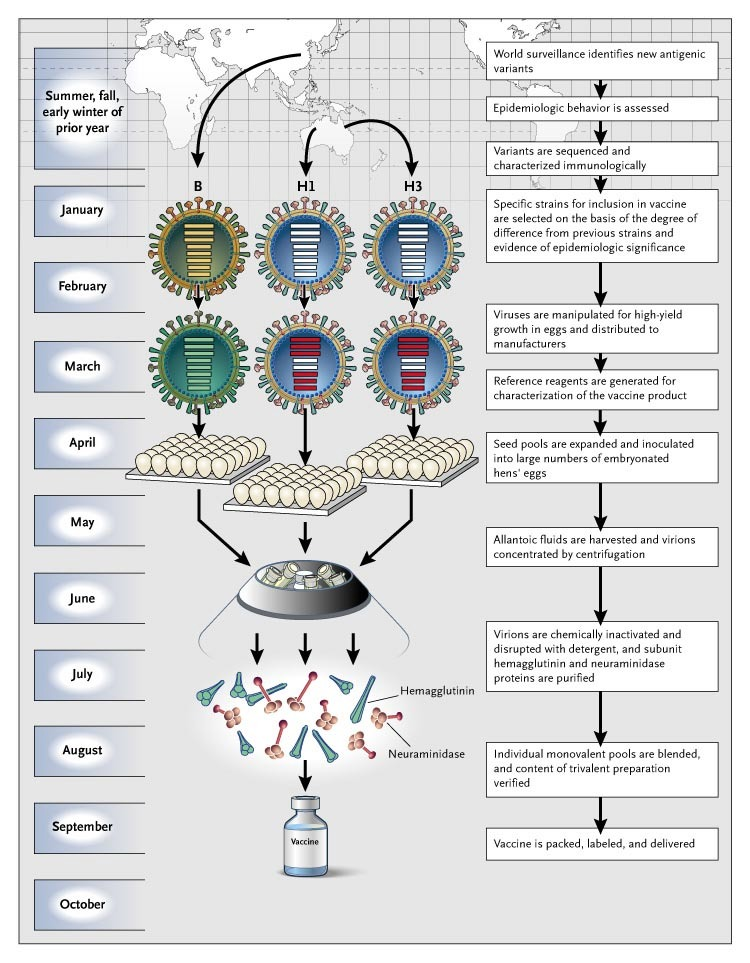 Summer, fall,
early winter of
prior year
January
February
March
April
May
June
July
August
September
October
B
H1
H3
Hemagglutinin
Neuraminidase
Vaccine
World surveillance identifies new antigenic
variants
Epidemiologic behavior is assessed
Variants are sequenced and
characterized immunologically
Specific strains for inclusion in vaccine
are selected on the basis of the degree of
difference from previous strains and
evidence of epidemiologic significance
Viruses are manipulated for high-yield
growth in eggs and distributed to
manufacturers
Reference reagents are generated for
characterization of the vaccine product
Seed pools are expanded and inoculated
into large numbers of embryonated
hens' eggs
Allantoic fluids are harvested and virions
concentrated by centrifugation
Virions are chemically inactivated and
disrupted with detergent, and subunit
hemagglutinin and neuraminidase
proteins are purified
Individual monovalent pools are blended,
and content of trivalent preparation
verified
Vaccine is packed, labeled, and delivered